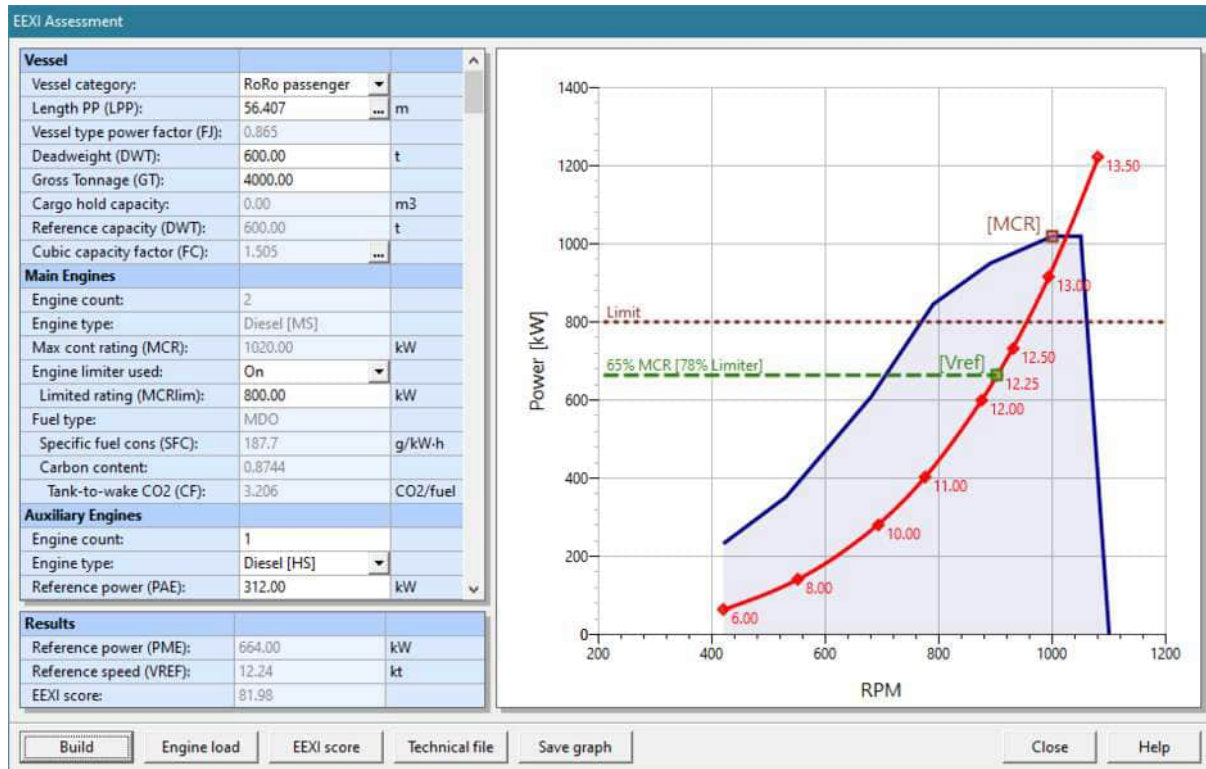 EEXI Assessment
Vessel
Vessel category: RoRo passenger
Length PP (LPP): 56.407 ... m
Vessel type power factor (FJ): 0.865
Deadweight (DWT): 600.00 t
Gross Tonnage (GT): 4000.00
Cargo hold capacity: 0.00 m3
Reference capacity (DWT): 600.00 t
Cubic capacity factor (FC): 1.505 ...
Main Engines
Engine count: 2
Engine type: Diesel [MS]
Max cont rating (MCR): 1020.00 kW
Engine limiter used: On
Limited rating (MCRlim): 800.00 kW
Fuel type: MDO
Specific fuel cons (SFC): 187.7 g/kW-h
Carbon content: 0.8744
Tank-to-wake CO2 (CF): 3.206 CO2/fuel
Auxiliary Engines
Engine count: 1
Engine type: Diesel [HS]
Reference power (PAE): 312.00 kW
Results
Reference power (PME): 664.00 kW
Reference speed (VREF): 12.24 kt
EEXI score: 81.98
Power [kW]
1400
1200
1000
800
600
400
200
0
200 400 600 800 1000 1200
RPM
13.50
[MCR]
13.00
Limit
12.50
65% MCR [78% Limiter]
[Vref]
12.25
12.00
11.00
10.00
8.00
6.00
Build Engine load EEXI score Technical file Save graph Close Help